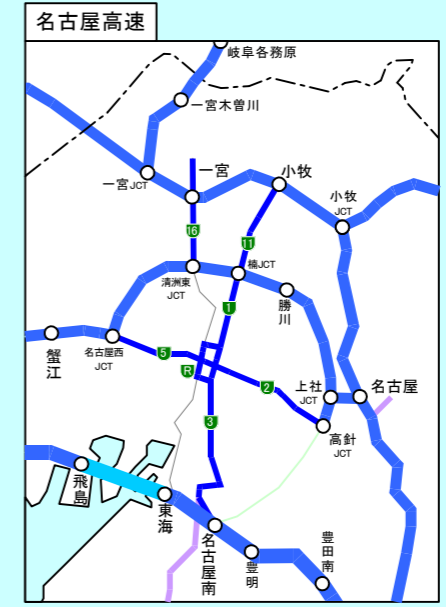 名古屋高速
岐阜各務原
一宮木曽川
一宮JCT
一宮
小牧
小牧
JCT
16
11
清洲東
JCT
楠JCT
勝川
1
蟹江
名古屋西
JCT
5
R
2
上社
JCT
名古屋
3
高針
JCT
飛島
東海
名古屋南
豊明
豊田南